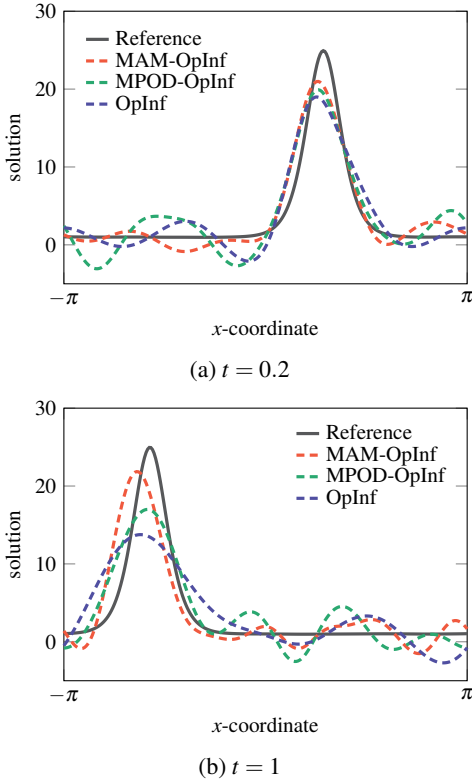 30
20
10
0
solution
Reference
MAM-OpInf
MPOD-OpInf
OpInf
−π
π
x-coordinate
(a) t = 0.2
30
20
10
0
solution
Reference
MAM-OpInf
MPOD-OpInf
OpInf
−π
π
x-coordinate
(b) t = 1